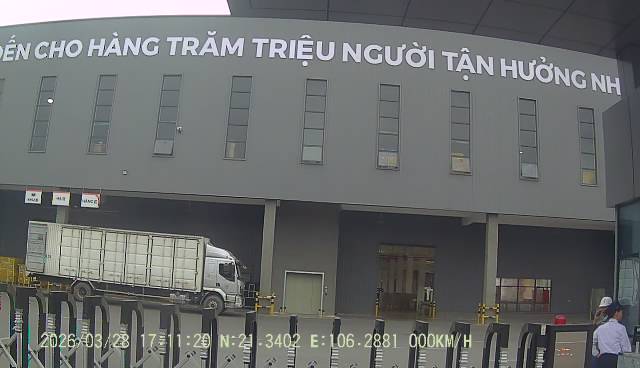 ĐẾN CHO HÀNG TRĂM TRIỆU NGƯỜI TẬN HƯỞNG NH
2026/03/28 17:11:20 N:21.3402 E:106.2881 000KM/H